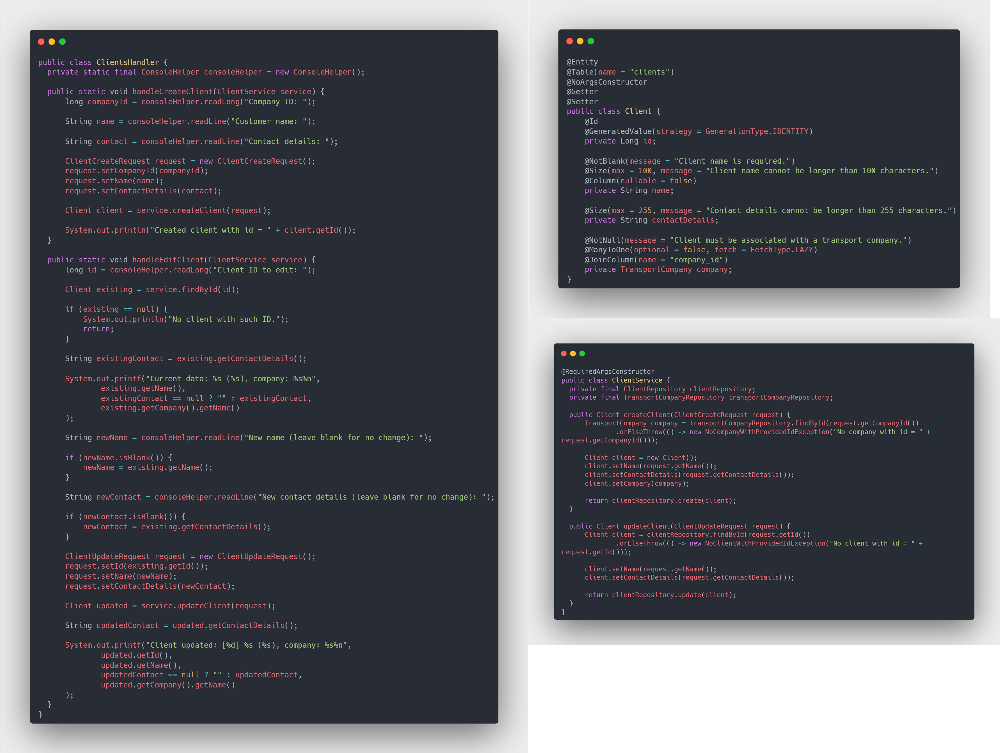 public class ClientsHandler {
  private static final ConsoleHelper consoleHelper = new ConsoleHelper();

  public static void handleCreateClient(ClientService service) {
      long companyId = consoleHelper.readLong("Company ID: ");

      String name = consoleHelper.readLine("Customer name: ");

      String contact = consoleHelper.readLine("Contact details: ");

      ClientCreateRequest request = new ClientCreateRequest();
      request.setCompanyId(companyId);
      request.setName(name);
      request.setContactDetails(contact);

      Client client = service.createClient(request);

      System.out.println("Created client with id = " + client.getId());
  }

  public static void handleEditClient(ClientService service) {
      long id = consoleHelper.readLong("Client ID to edit: ");

      Client existing = service.findById(id);

      if (existing == null) {
          System.out.println("No client with such ID.");
          return;
      }

      String existingContact = existing.getContactDetails();

      System.out.printf("Current data: %s (%s), company: %s%n",
              existing.getName(),
              existingContact == null ? "" : existingContact,
              existing.getCompany().getName()
      );

      String newName = consoleHelper.readLine("New name (leave blank for no change): ");

      if (newName.isBlank()) {
          newName = existing.getName();
      }

      String newContact = consoleHelper.readLine("New contact details (leave blank for no change): ");

      if (newContact.isBlank()) {
          newContact = existing.getContactDetails();
      }

      ClientUpdateRequest request = new ClientUpdateRequest();
      request.setId(existing.getId());
      request.setName(newName);
      request.setContactDetails(newContact);

      Client updated = service.updateClient(request);

      String updatedContact = updated.getContactDetails();

      System.out.printf("Client updated: [%d] %s (%s), company: %s%n",
              updated.getId(),
              updated.getName(),
              updatedContact == null ? "" : updatedContact,
              updated.getCompany().getName()
      );
  }
}
@Entity
@Table(name = "clients")
@NoArgsConstructor
@Getter
@Setter
public class Client {
    @Id
    @GeneratedValue(strategy = GenerationType.IDENTITY)
    private Long id;

    @NotBlank(message = "Client name is required.")
    @Size(max = 100, message = "Client name cannot be longer than 100 characters.")
    @Column(nullable = false)
    private String name;

    @Size(max = 255, message = "Contact details cannot be longer than 255 characters.")
    private String contactDetails;

    @NotNull(message = "Client must be associated with a transport company.")
    @ManyToOne(optional = false, fetch = FetchType.LAZY)
    @JoinColumn(name = "company_id")
    private TransportCompany company;
}
@RequiredArgsConstructor
public class ClientService {
  private final ClientRepository clientRepository;
  private final TransportCompanyRepository transportCompanyRepository;

  public Client createClient(ClientCreateRequest request) {
      TransportCompany company = transportCompanyRepository.findById(request.getCompanyId())
              .orElseThrow(() -> new NoCompanyWithProvidedIdException("No company with id = " +
request.getCompanyId()));

      Client client = new Client();
      client.setName(request.getName());
      client.setContactDetails(request.getContactDetails());
      client.setCompany(company);

      return clientRepository.create(client);
  }

  public Client updateClient(ClientUpdateRequest request) {
      Client client = clientRepository.findById(request.getId())
              .orElseThrow(() -> new NoClientWithProvidedIdException("No client with id = " +
request.getId()));

      client.setName(request.getName());
      client.setContactDetails(request.getContactDetails());

      return clientRepository.update(client);
  }
}